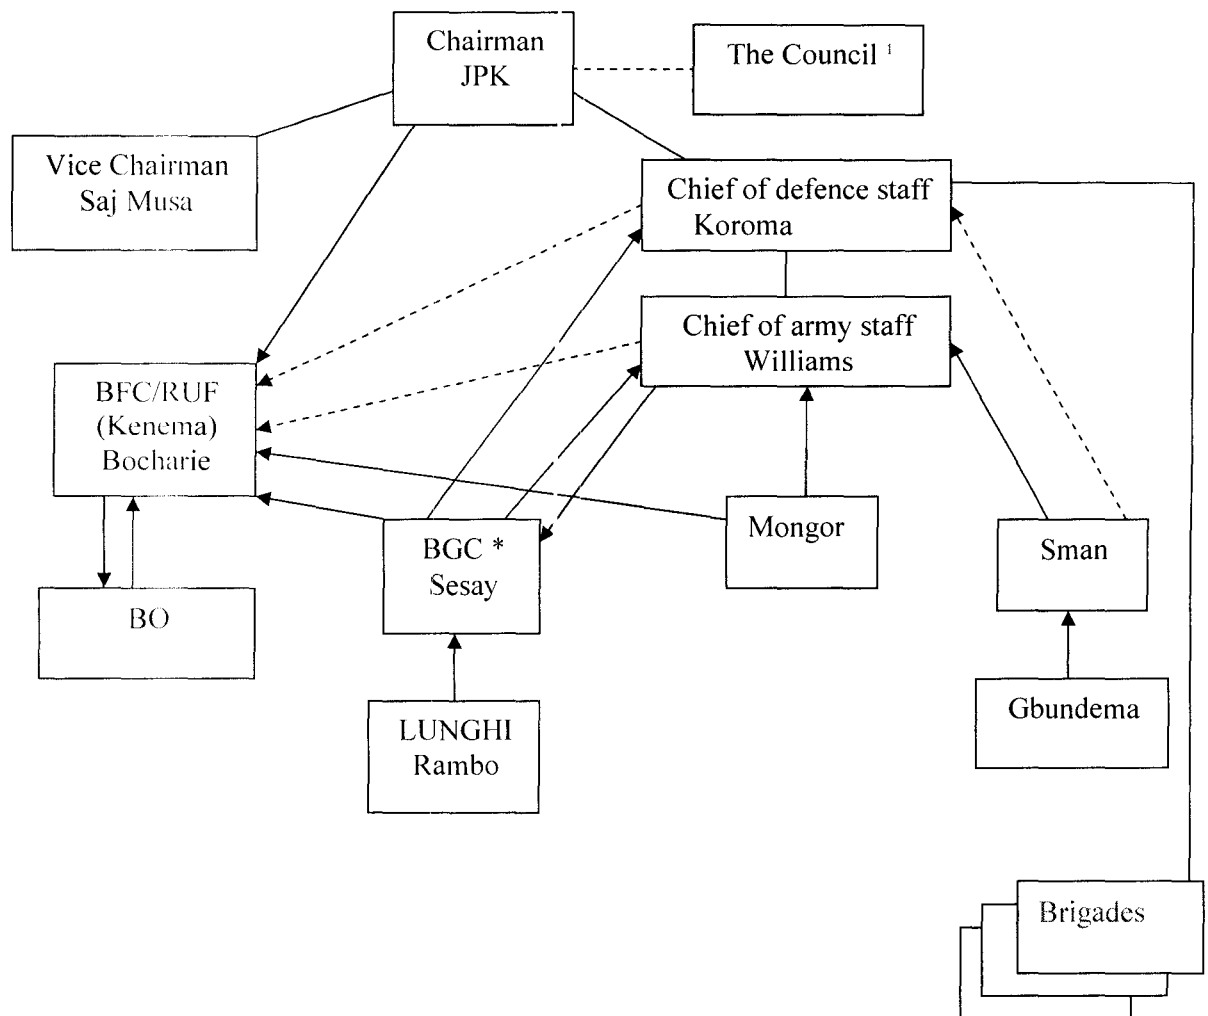 Chairman
JPK
The Council ¹
Vice Chairman
Saj Musa
Chief of defence staff
Koroma
Chief of army staff
Williams
BFC/RUF
(Kenema)
Bocharie
Mongor
BGC *
Sesay
Sman
BO
LUNGHI
Rambo
Gbundema
Brigades